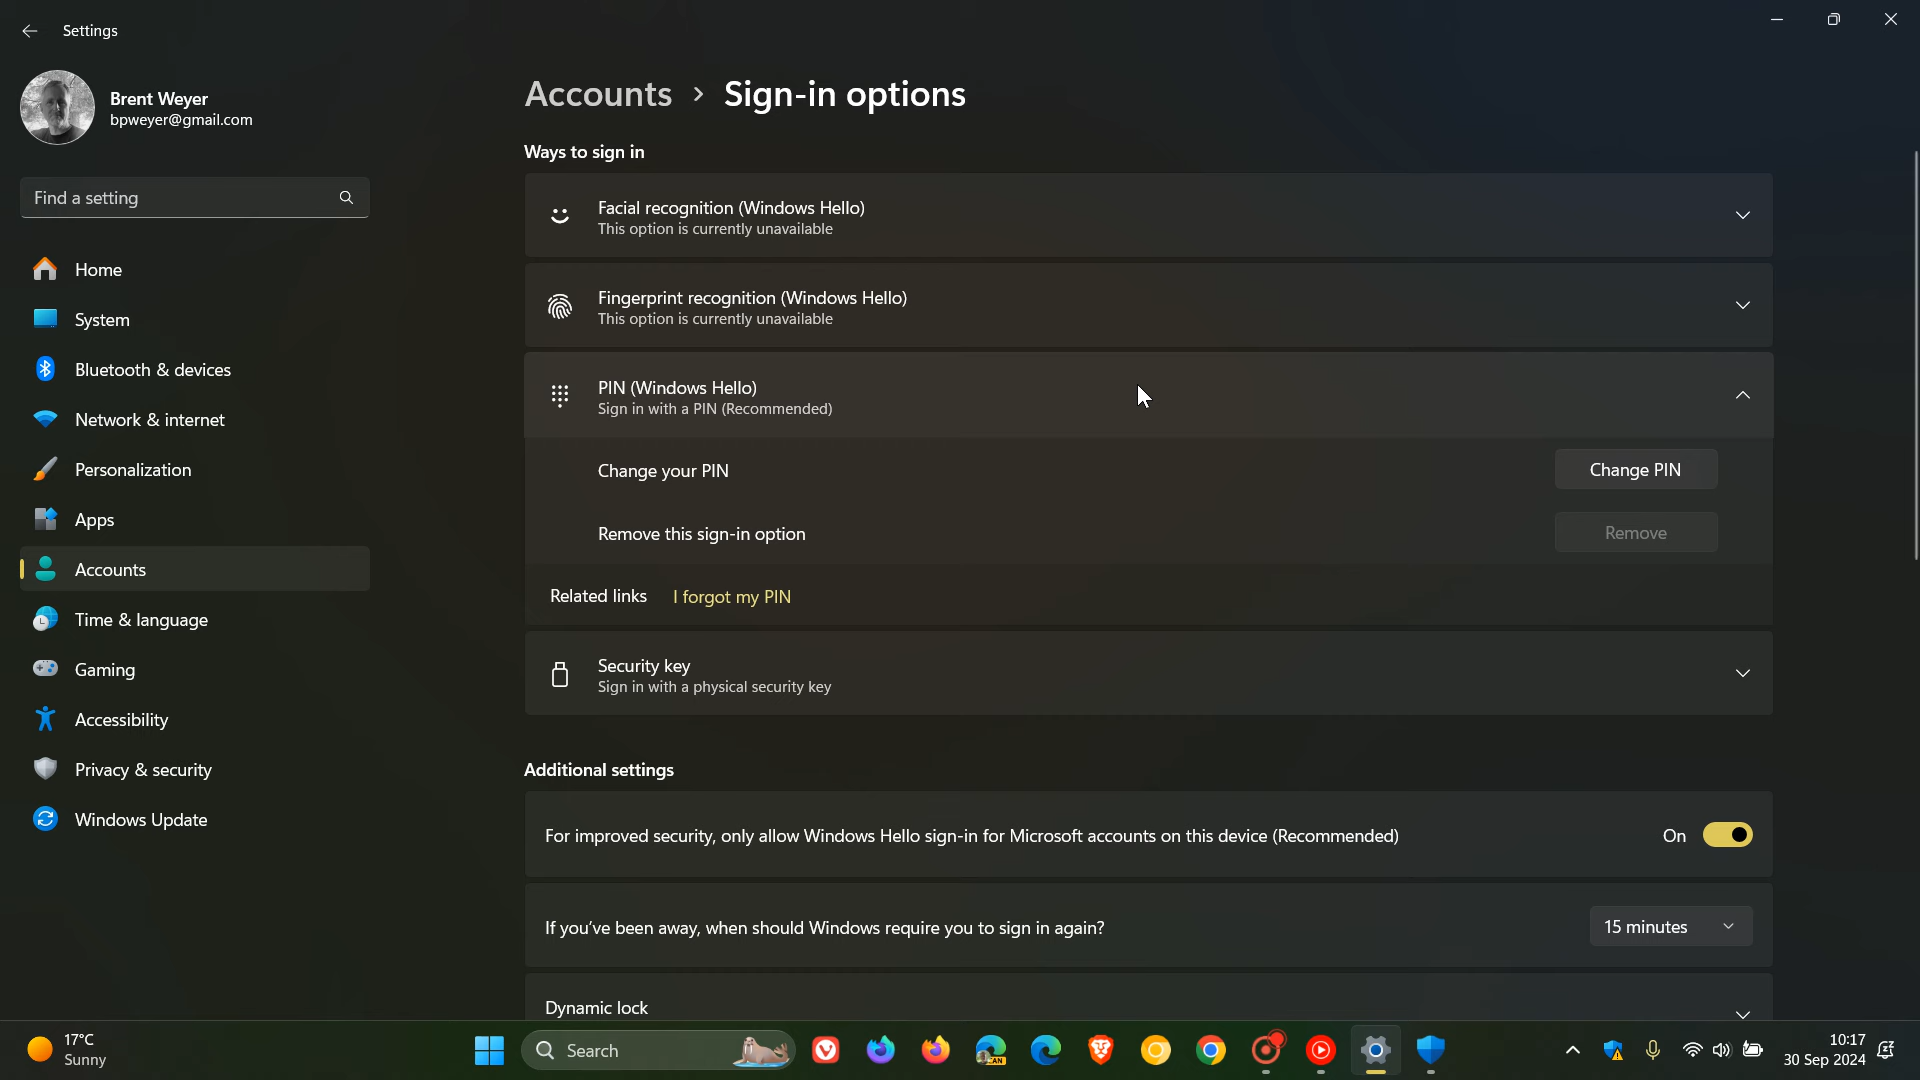 Settings
Brent Weyer
bpweyer@gmail.com
Find a setting
Home
System
Bluetooth & devices
Network & internet
Personalization
Apps
Accounts
Time & language
Gaming
Accessibility
Privacy & security
Windows Update
Accounts > Sign-in options
Ways to sign in
Facial recognition (Windows Hello)
This option is currently unavailable
Fingerprint recognition (Windows Hello)
This option is currently unavailable
PIN (Windows Hello)
Sign in with a PIN (Recommended)
Change your PIN
Change PIN
Remove this sign-in option
Remove
Related links I forgot my PIN
Security key
Sign in with a physical security key
Additional settings
For improved security, only allow Windows Hello sign-in for Microsoft accounts on this device (Recommended)
On
If you've been away, when should Windows require you to sign in again?
15 minutes
Dynamic lock
17°C
Sunny
Search
CAN
10:17
30 Sep 2024